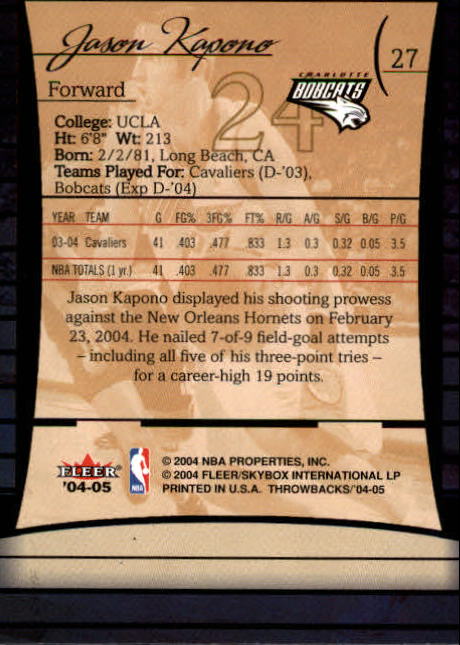 Jason Kapono
27
CHARLOTTE
BOBCATS
Forward
24
College: UCLA
Ht: 6'8" Wt: 213
Born: 2/2/81, Long Beach, CA
Teams Played For: Cavaliers (D-'03),
Bobcats (Exp D-'04)
YEAR TEAM G FG% 3FG% FT% R/G A/G S/G B/G P/G
03-04 Cavaliers 41 .403 .477 .833 1.3 0.3 0.32 0.05 3.5
NBA TOTALS (1 yr.) 41 .403 .477 .833 1.3 0.3 0.32 0.05 3.5
Jason Kapono displayed his shooting prowess
against the New Orleans Hornets on February
23, 2004. He nailed 7-of-9 field-goal attempts
– including all five of his three-point tries –
for a career-high 19 points.
FLEER
'04-05
NBA
© 2004 NBA PROPERTIES, INC.
© 2004 FLEER/SKYBOX INTERNATIONAL LP
PRINTED IN U.S.A. THROWBACKS/'04-05